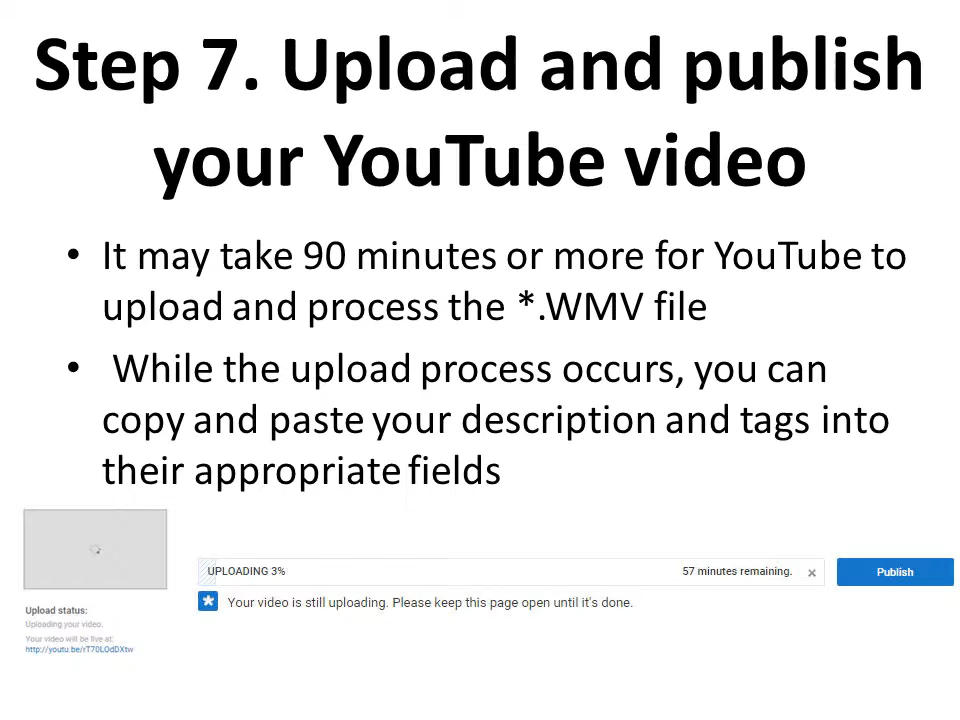 Step 7. Upload and publish
your YouTube video
• It may take 90 minutes or more for YouTube to
upload and process the *.WMV file
• While the upload process occurs, you can
copy and paste your description and tags into
their appropriate fields
UPLOADING 3% 57 minutes remaining. × Publish
Your video is still uploading. Please keep this page open until it's done.
Upload status:
Uploading your video.
Your video will be live at:
http://youtu.be/rT70LOdDXtw